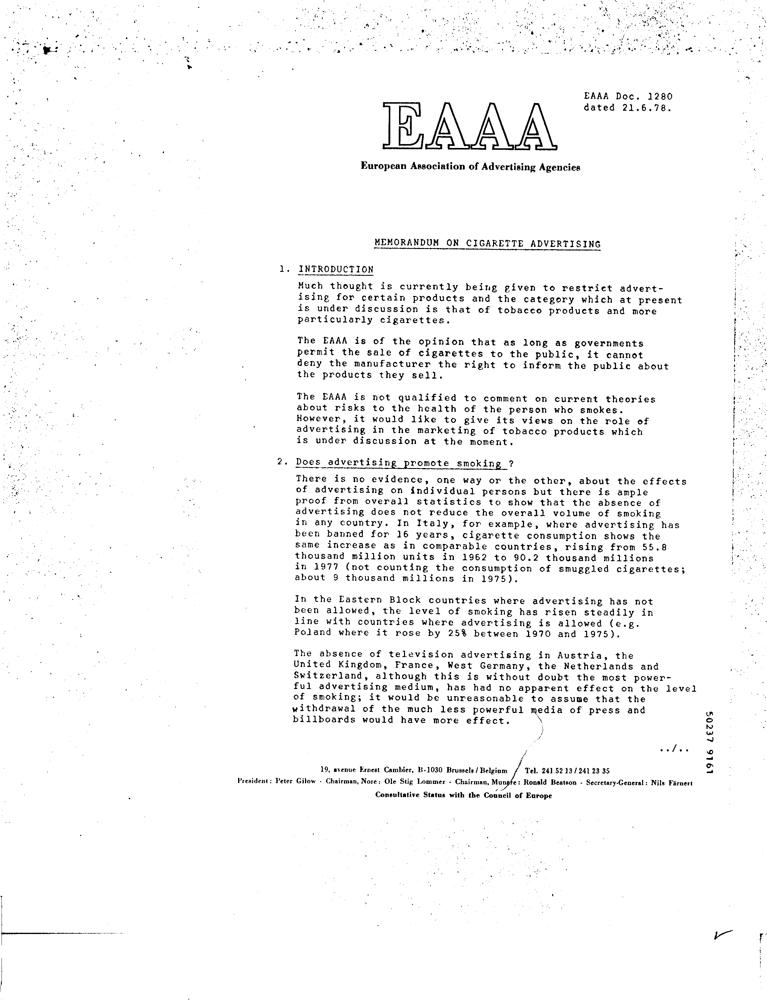 EAAA Doc. 1280
dated 21.6.78.
EAAA
European Association of Advertising Agencies
MEMORANDUM ON CIGARETTE ADVERTISING
1. INTRODUCTION
Much thought is currently being given to restrict advert-
ising for certain products and the category which at present
is under discussion is that of tobacco products and more
particularly cigarettes.
The EAAA is of the opinion that as long as governments
permit the sale of cigarettes to the public, it cannot
deny the manufacturer the right to inform the public about
the products they sell.
The EAAA is not qualified to comment on current theories
about risks to the health of the person who smokes.
However, it would like to give its views on the role of
advertising in the marketing of tobacco products which
is under discussion at the moment.
2. Does advertising promote smoking ?
There is no evidence, one way or the other, about the effects
of advertising on individual persons but there is ample
proof from overall statistics to show that the absence of
advertising does not reduce the overall volume of smoking
in any country. In Italy, for example, where advertising has
been banned for 16 years, cigarette consumption shows the
same increase as in comparable countries, rising from 55.8
thousand million units in 1962 to 90.2 thousand millions
in 1977 (not counting the consumption of smuggled cigarettes;
about 9 thousand millions in 1975).
In the Eastern Block countries where advertising has not
been allowed, the level of smoking has risen steadily in
line with countries where advertising is allowed (e.g.
Poland where it rose by 25% between 1970 and 1975).
The absence of television advertising in Austria, the
United Kingdom, France, West Germany, the Netherlands and
Switzerland, although this is without doubt the most power-
ful advertising medium, has had no apparent effect on the level
of smoking; it would be unreasonable to assume that the
withdrawal of the much less powerful media of press and
billboards would have more effect.
../..
50237 9161
19, avenue Ernest Cambier, B-1030 Brussels / Belgium Tel. 241 52 13 / 241 23 35
President: Peter Gilow - Chairman, Nore: Ole Stig Lommer - Chairman, Ronald Beatson - Secretary-General: Nils Färnert
Consultative Status with the Council of Europe